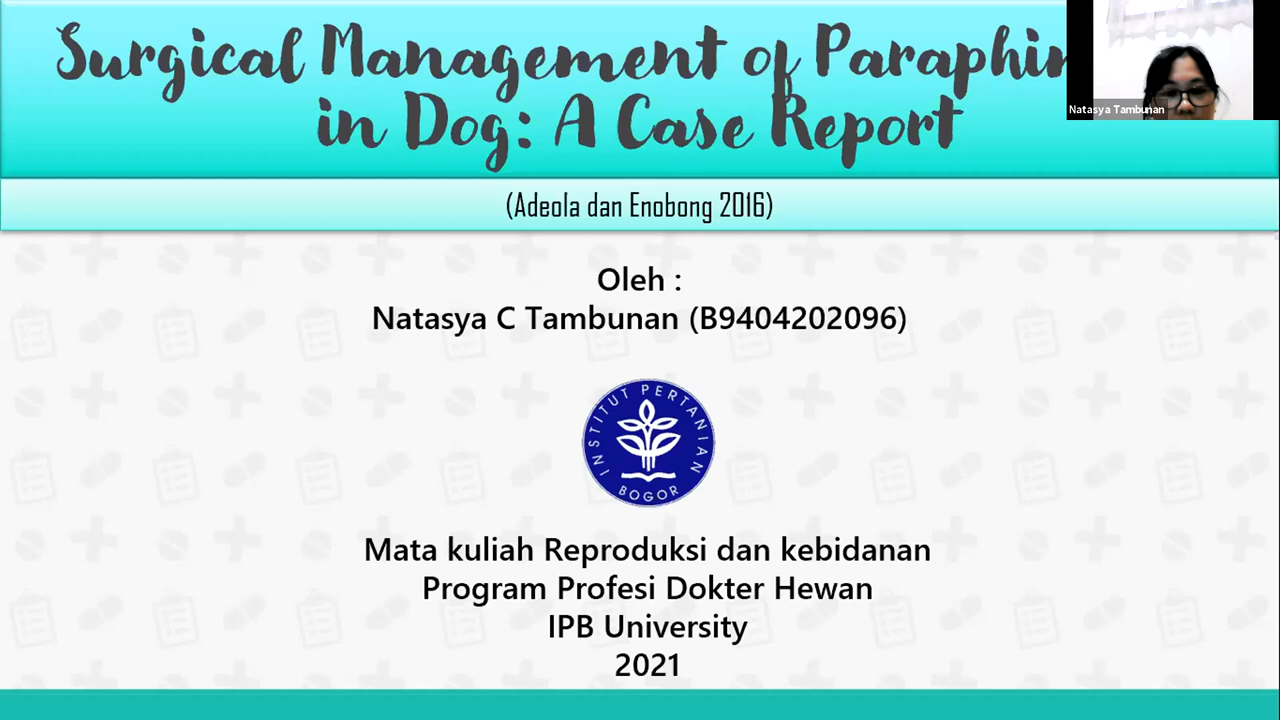 Surgical Management of Paraphim
in Dog: A Case Report
Natasya Tambunan
(Adeola dan Enobong 2016)
Oleh :
Natasya C Tambunan (B9404202096)
INSTITUT PERTANIAN
BOGOR
Mata kuliah Reproduksi dan kebidanan
Program Profesi Dokter Hewan
IPB University
2021